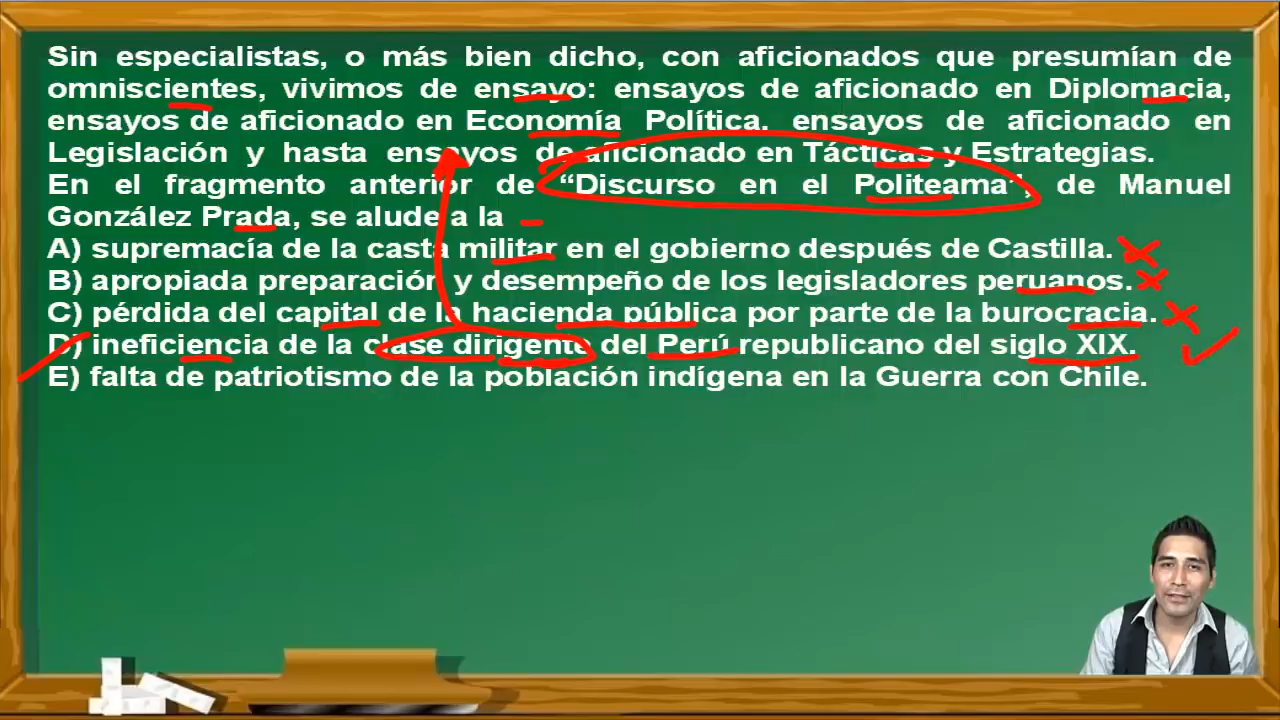 Sin especialistas, o más bien dicho, con aficionados que presumían de
omniscientes, vivimos de ensayo: ensayos de aficionado en Diplomacia,
ensayos de aficionado en Economía Política. ensayos de aficionado en
Legislación y hasta ensayos de aficionado en Tácticas y Estrategias.
En el fragmento anterior de “Discurso en el Politeama”, de Manuel
González Prada, se alude a la
A) supremacía de la casta militar en el gobierno después de Castilla.
B) apropiada preparación y desempeño de los legisladores peruanos.
C) pérdida del capital de la hacienda pública por parte de la burocracia.
D) ineficiencia de la clase dirigente del Perú republicano del siglo XIX.
E) falta de patriotismo de la población indígena en la Guerra con Chile.